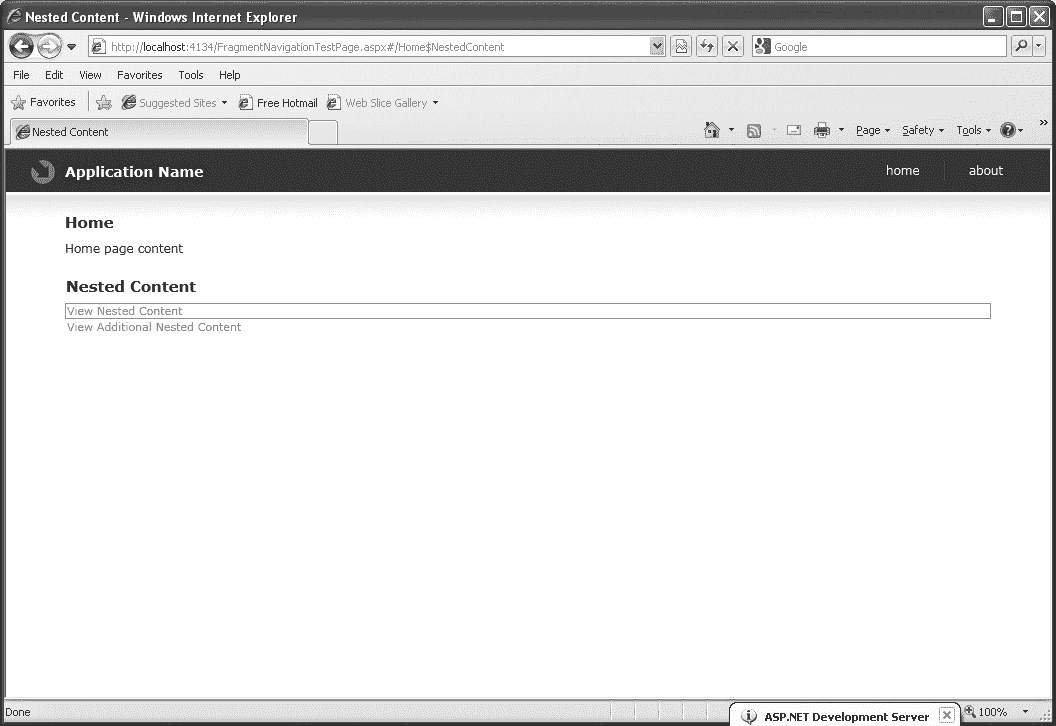 Nested Content - Windows Internet Explorer
http://localhost:4134/FragmentNavigationTestPage.aspx#/Home$NestedContent
Google
File Edit View Favorites Tools Help
Favorites Suggested Sites Free Hotmail Web Slice Gallery
Nested Content
Page Safety Tools
»
Application Name
home
about
Home
Home page content
Nested Content
View Nested Content
View Additional Nested Content
Done
ASP.NET Development Server
100%